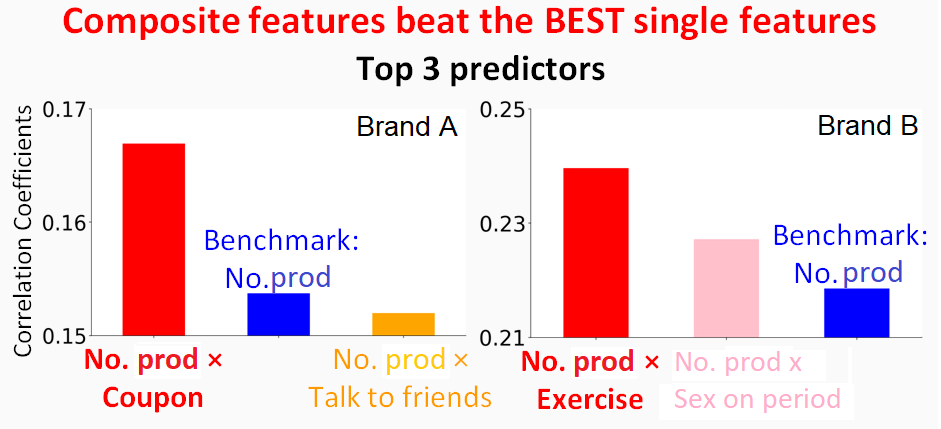 Composite features beat the BEST single features
Top 3 predictors
Correlation Coefficients
0.17
0.16
0.15
Brand A
Benchmark:
No.prod
No. prod ×
Coupon
No. prod ×
Talk to friends
0.25
0.23
0.21
Brand B
Benchmark:
No.prod
No. prod ×
Exercise
No. prod x
Sex on period